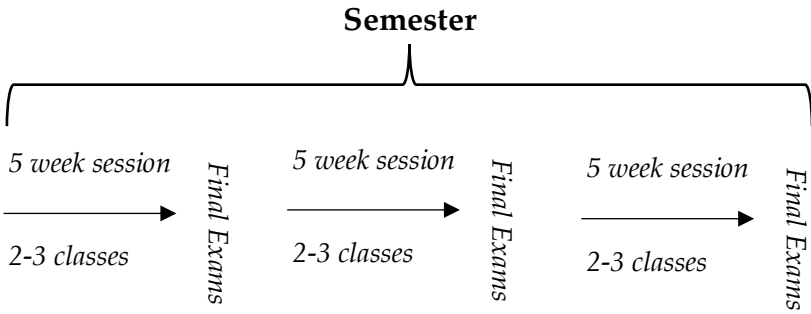 Semester
5 week session
2-3 classes
Final Exams
5 week session
2-3 classes
Final Exams
5 week session
2-3 classes
Final Exams